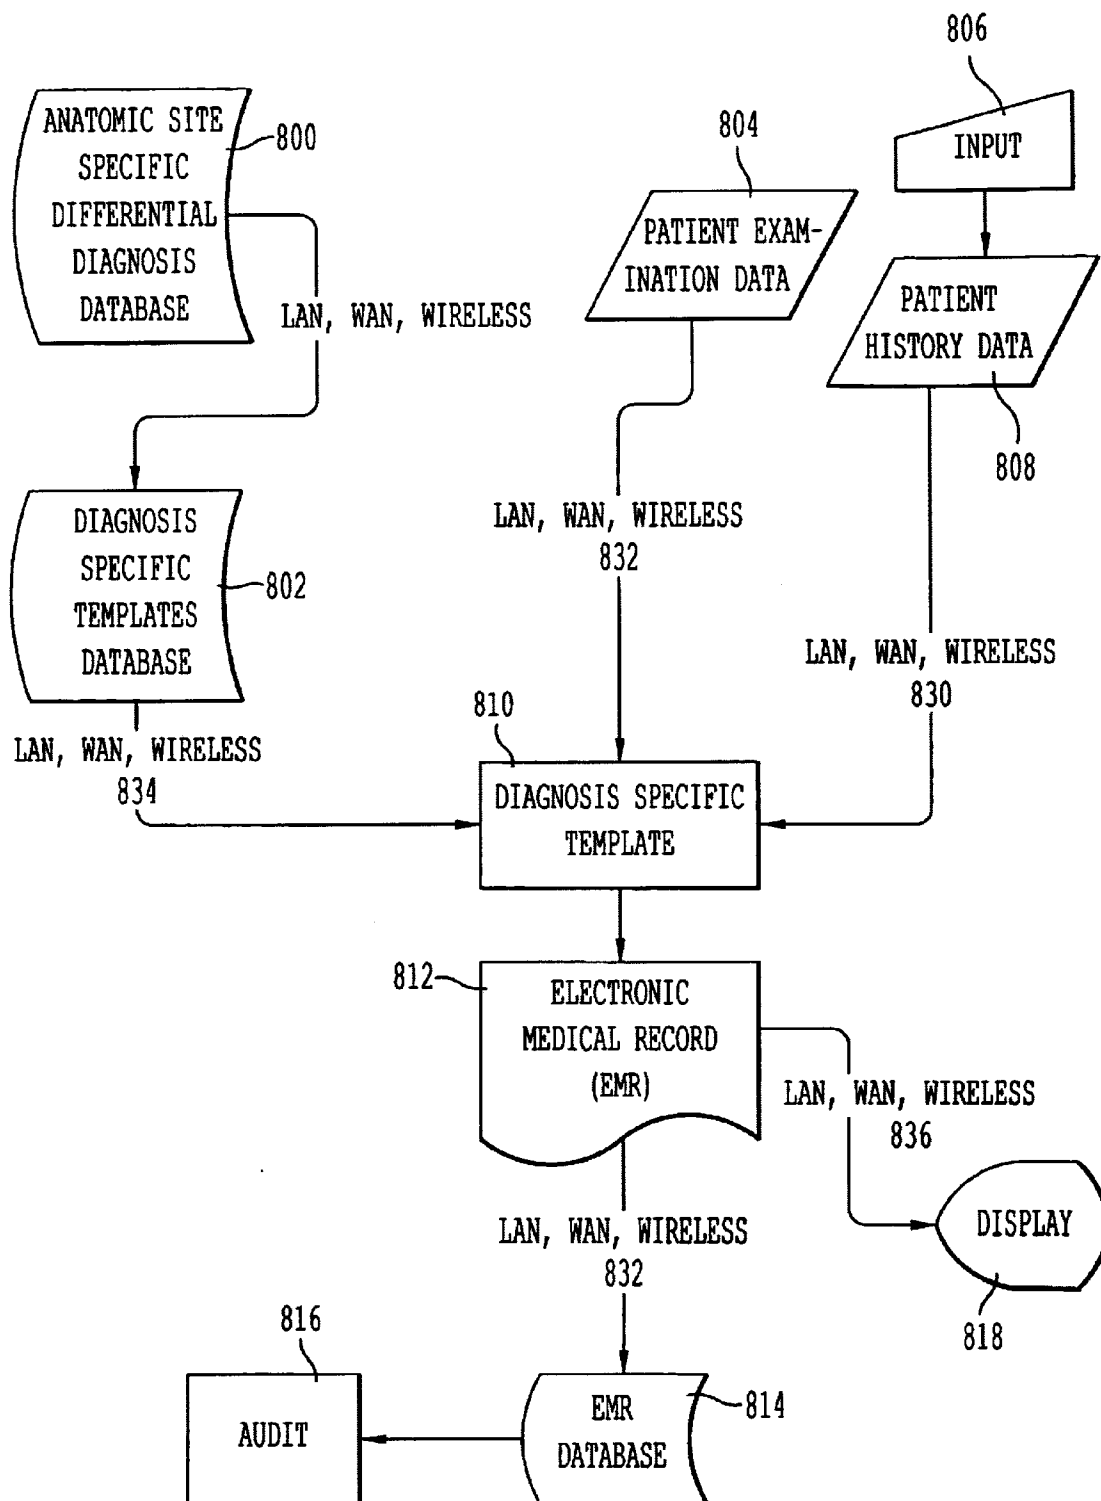 806
ANATOMIC SITE
SPECIFIC
DIFFERENTIAL
DIAGNOSIS
DATABASE
800
804
INPUT
PATIENT EXAM-
INATION DATA
PATIENT
HISTORY DATA
808
LAN, WAN, WIRELESS
DIAGNOSIS
SPECIFIC
TEMPLATES
DATABASE
802
LAN, WAN, WIRELESS
832
LAN, WAN, WIRELESS
830
LAN, WAN, WIRELESS
834
810
DIAGNOSIS SPECIFIC
TEMPLATE
812
ELECTRONIC
MEDICAL RECORD
(EMR)
LAN, WAN, WIRELESS
836
LAN, WAN, WIRELESS
832
DISPLAY
818
816
AUDIT
EMR
DATABASE
814